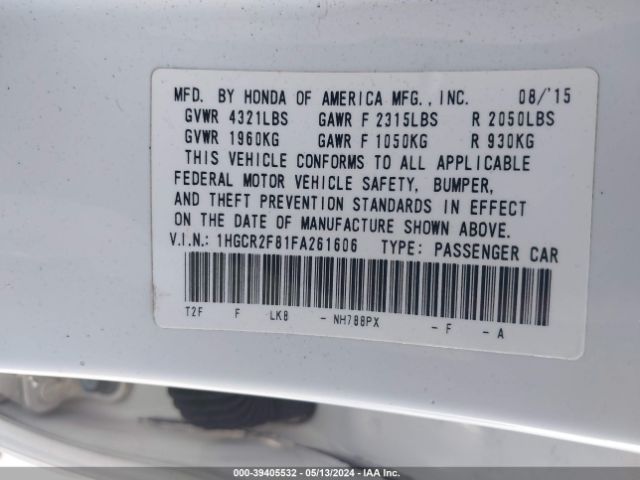 MFD. BY HONDA OF AMERICA MFG., INC. 08/'15
GVWR 4321LBS GAWR F 2315LBS R 2050LBS
GVWR 1960KG GAWR F 1050KG R 930KG
THIS VEHICLE CONFORMS TO ALL APPLICABLE
FEDERAL MOTOR VEHICLE SAFETY, BUMPER,
AND THEFT PREVENTION STANDARDS IN EFFECT
ON THE DATE OF MANUFACTURE SHOWN ABOVE.
V.I.N.: 1HGCR2F81FA261606 TYPE: PASSENGER CAR
T2F F LK8 - NH788PX - F - A
000-39405532 - 05/13/2024 - IAA Inc.